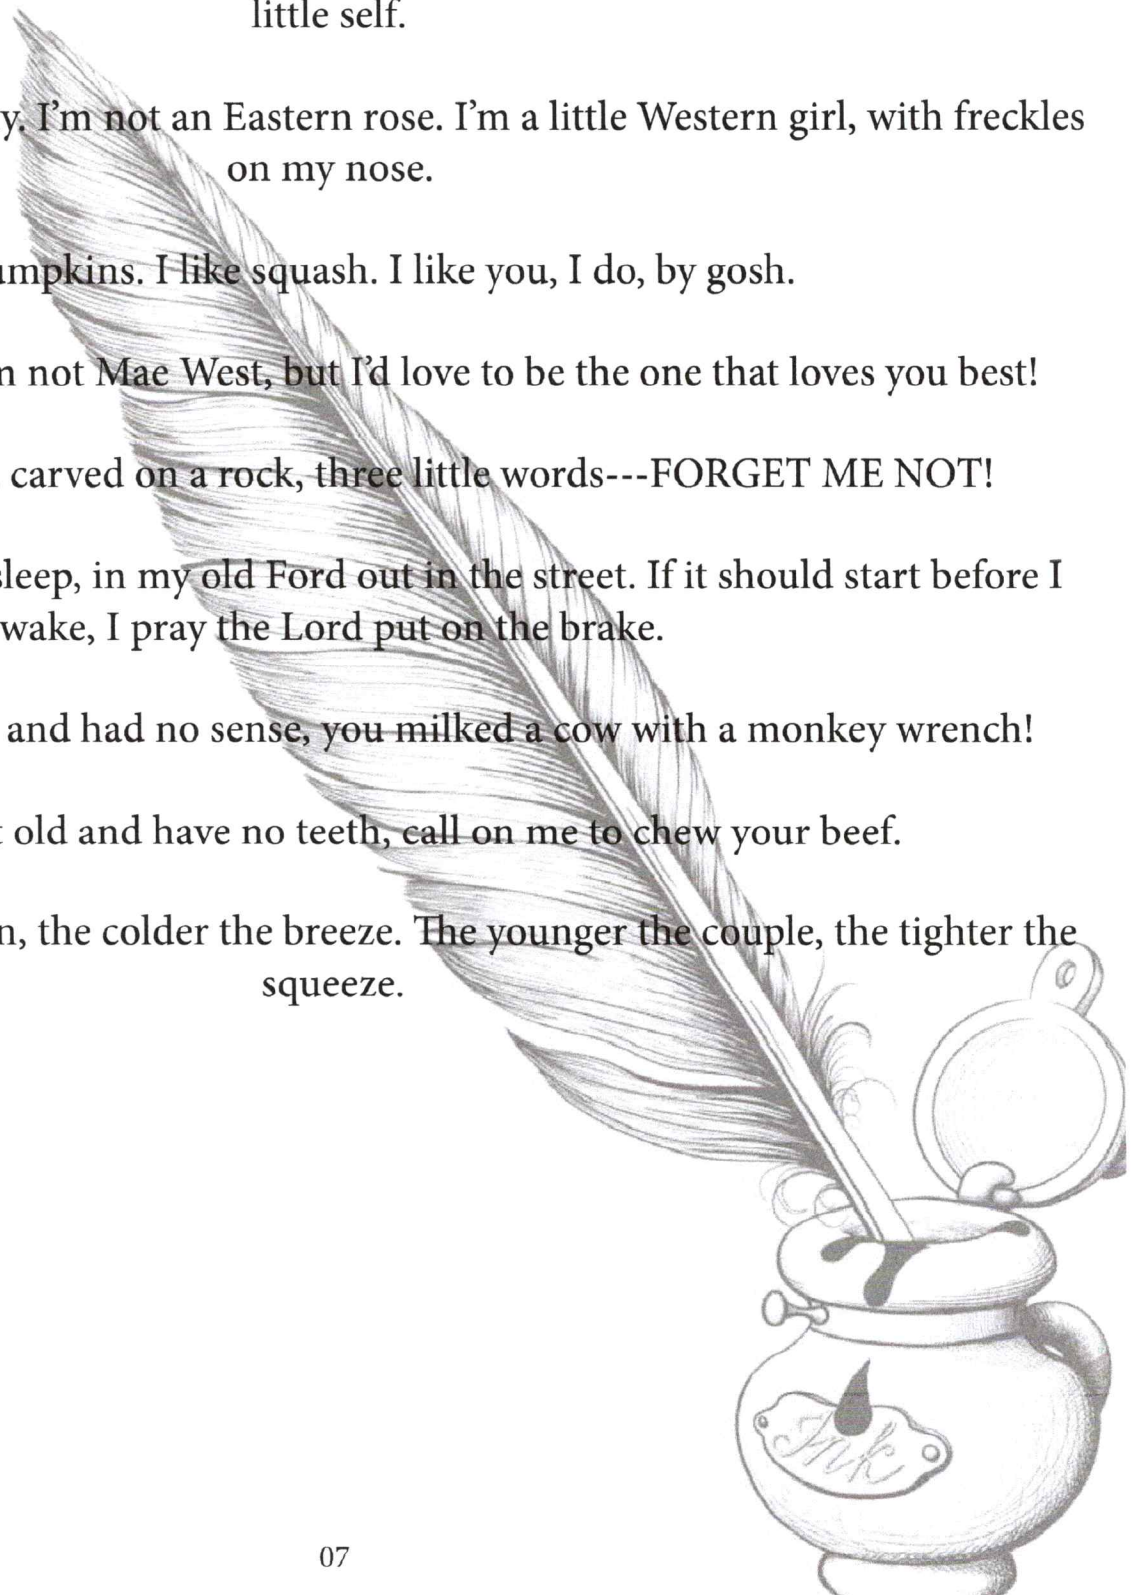 little self.
I'm not an Eastern rose. I'm a little Western girl, with freckles
on my nose.
I like squash. I like you, I do, by gosh.
not Mae West, but I'd love to be the one that loves you best!
carved on a rock, three little words---FORGET ME NOT!
sleep, in my old Ford out in the street. If it should start before I
wake, I pray the Lord put on the brake.
and had no sense, you milked a cow with a monkey wrench!
old and have no teeth, call on me to chew your beef.
the colder the breeze. The younger the couple, the tighter the
squeeze.
Ink
07